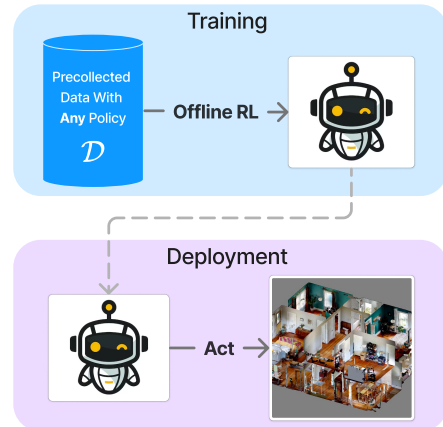 Training
Precollected
Data With
Any Policy
𝒟
Offline RL
Deployment
Act